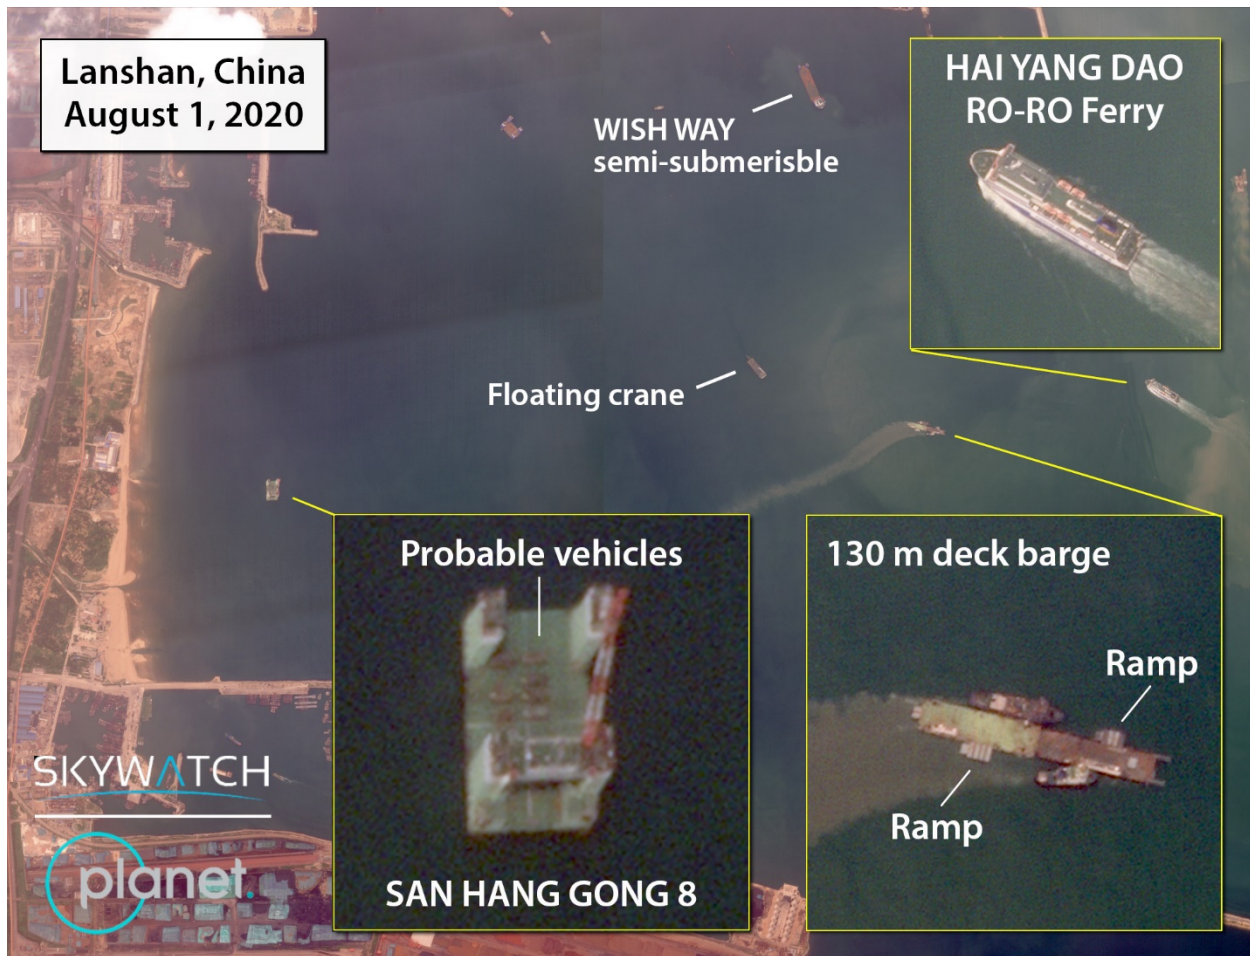 Lanshan, China
August 1, 2020
WISH WAY
semi-submerisble
HAI YANG DAO
RO-RO Ferry
Floating crane
Probable vehicles
SAN HANG GONG 8
130 m deck barge
Ramp
Ramp
SKYWATCH
planet.